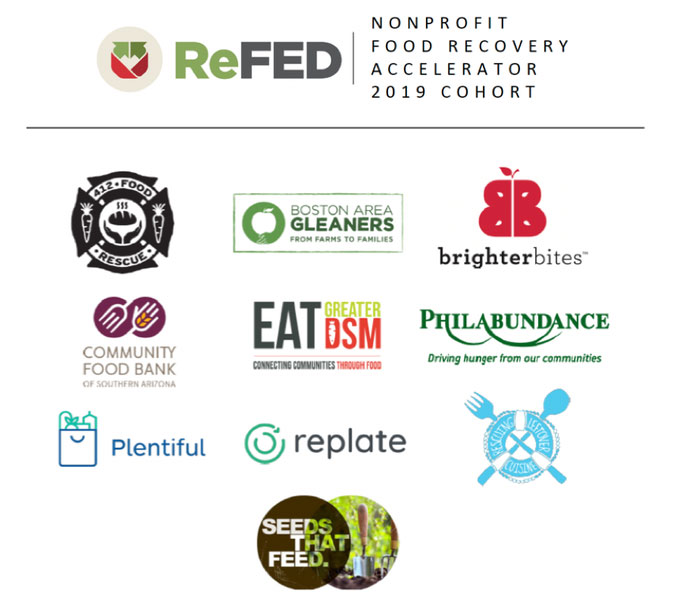 ReFED
NONPROFIT
FOOD RECOVERY
ACCELERATOR
2019 COHORT
412 • FOOD
RESCUE
BOSTON AREA
GLEANERS
FROM FARMS TO FAMILIES
brighterbites™
COMMUNITY
FOOD BANK
OF SOUTHERN ARIZONA
EAT GREATER
DSM
CONNECTING COMMUNITIES THROUGH FOOD
PHILABUNDANCE
Driving hunger from our communities
Plentiful
replate
RESCUING LEFTOVER
CUISINE
SEEDS
THAT
FEED.